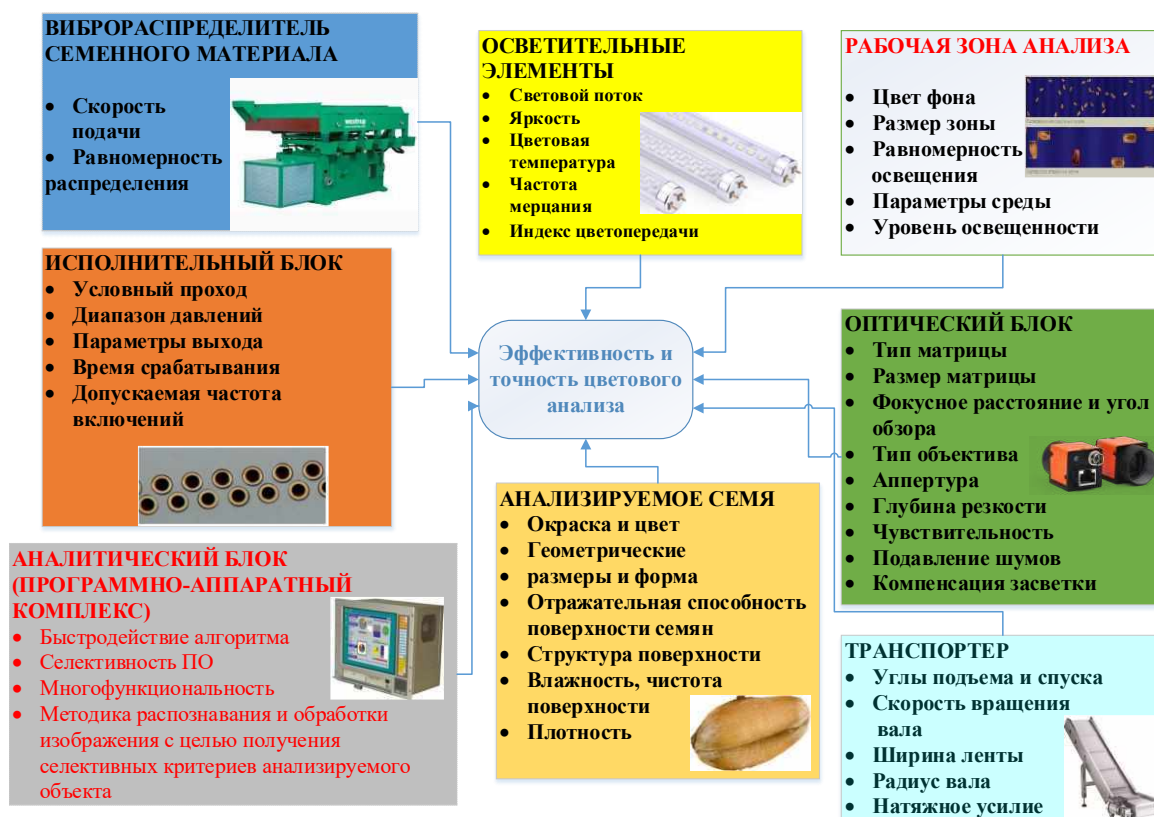 ВИБРОРАСПРЕДЕЛИТЕЛЬ
СЕМЕННОГО МАТЕРИАЛА
• Скорость
подачи
• Равномерность
распределения
ОСВЕТИТЕЛЬНЫЕ
ЭЛЕМЕНТЫ
• Световой поток
• Яркость
• Цветовая
температура
• Частота
мерцания
• Индекс цветопередачи
РАБОЧАЯ ЗОНА АНАЛИЗА
• Цвет фона
• Размер зоны
• Равномерность
освещения
• Параметры среды
• Уровень освещенности
ИСПОЛНИТЕЛЬНЫЙ БЛОК
• Условный проход
• Диапазон давлений
• Параметры выхода
• Время срабатывания
• Допускаемая частота
включений
Эффективность и
точность цветового
анализа
ОПТИЧЕСКИЙ БЛОК
• Тип матрицы
• Размер матрицы
• Фокусное расстояние и угол
обзора
• Тип объектива
• Аппертура
• Глубина резкости
• Чувствительность
• Подавление шумов
• Компенсация засветки
АНАЛИТИЧЕСКИЙ БЛОК
(ПРОГРАММНО-АППАРАТНЫЙ
КОМПЛЕКС)
• Быстродействие алгоритма
• Селективность ПО
• Многофункциональность
• Методика распознавания и обработки
изображения с целью получения
селективных критериев анализируемого
объекта
АНАЛИЗИРУЕМОЕ СЕМЯ
• Окраска и цвет
• Геометрические
• размеры и форма
• Отражательная способность
поверхности семян
• Структура поверхности
• Влажность, чистота
поверхности
• Плотность
ТРАНСПОРТЕР
• Углы подъема и спуска
• Скорость вращения
вала
• Ширина ленты
• Радиус вала
• Натяжное усилие